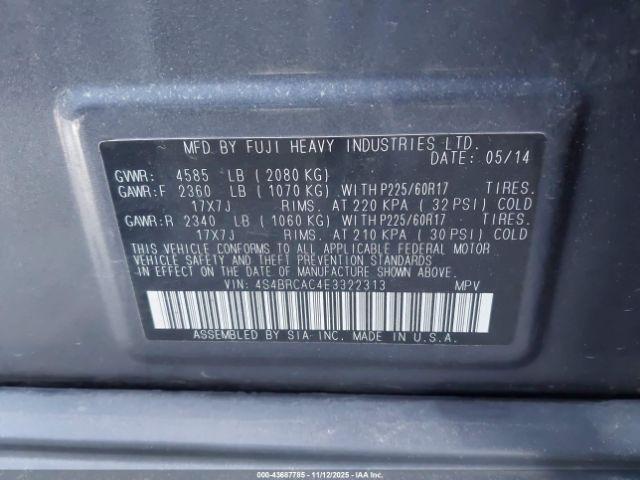 MFD. BY FUJI HEAVY INDUSTRIES LTD.
DATE: 05/14
GVWR: 4585 LB (2080 KG)
GAWR:F 2360 LB (1070 KG) WITH P225/60R17 TIRES.
17X7J RIMS. AT 220 KPA (32 PSI) COLD
GAWR:R 2340 LB (1060 KG) WITH P225/60R17 TIRES.
17X7J RIMS. AT 210 KPA (30 PSI) COLD
THIS VEHICLE CONFORMS TO ALL APPLICABLE FEDERAL MOTOR
VEHICLE SAFETY AND THEFT PREVENTION STANDARDS
IN EFFECT ON THE DATE OF MANUFACTURE SHOWN ABOVE.
VIN: 4S4BRCAC4E3322313 MPV
ASSEMBLED BY SIA INC. MADE IN U.S.A.
000-43687785 - 11/12/2025 - IAAI.COM